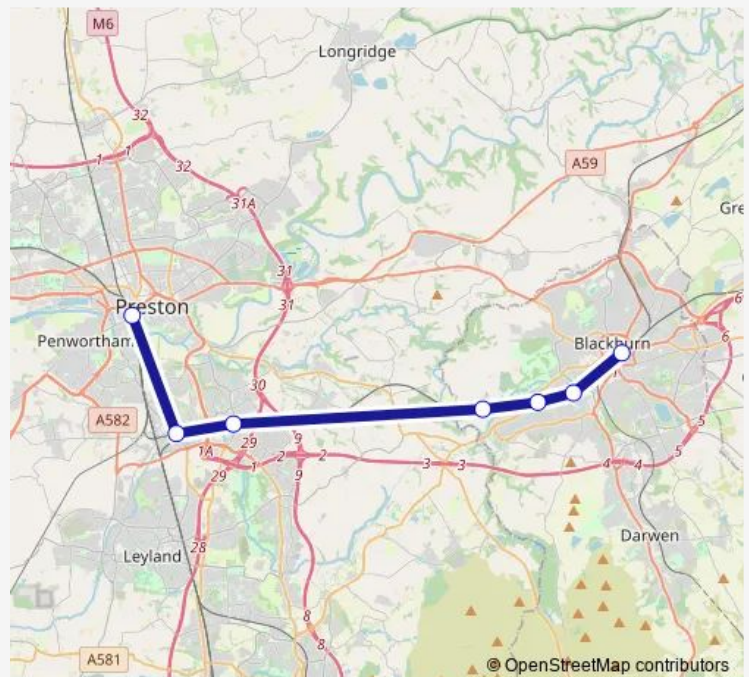 M6
Longridge
32
1
1
32
A59
31A
Gre
31
31
6
Preston
Penwortham
Blackburn
6
30
A582
5
29
9
1A
2
2
3
3
4
4
5
29
1
9
28
Leyland
Darwen
8
8
A581
© OpenStreetMap contributors